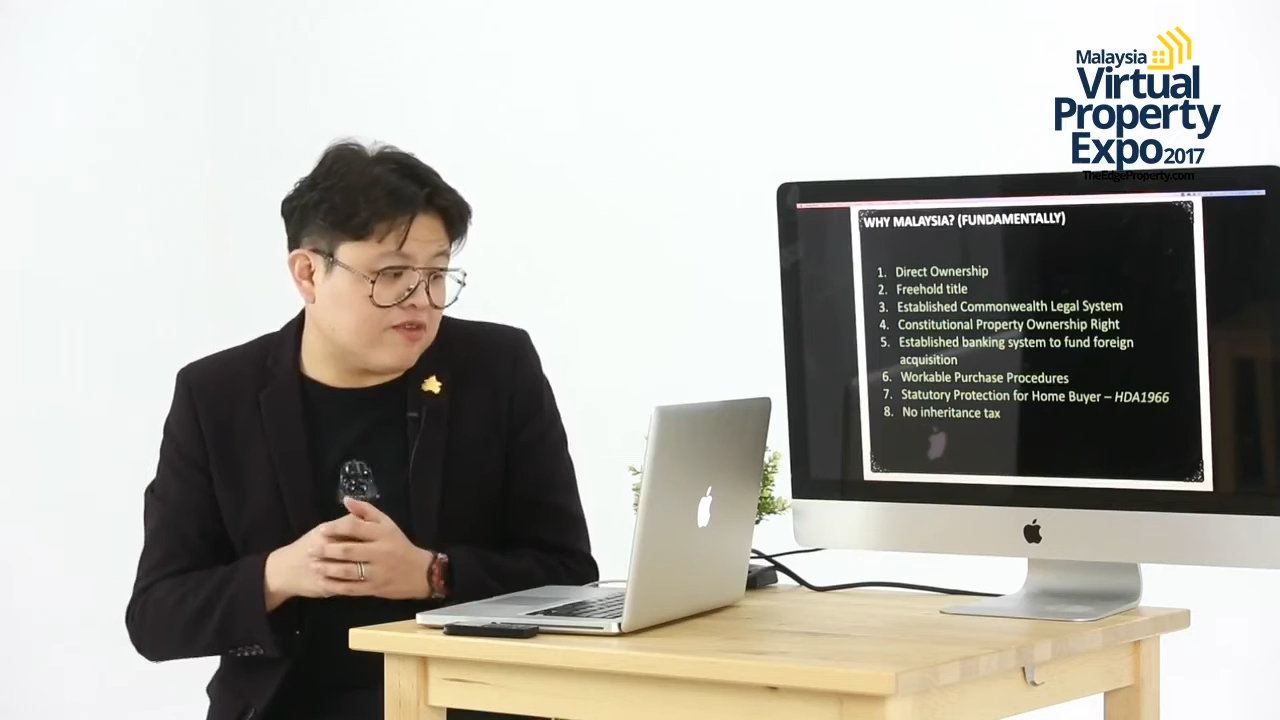 Malaysia
Virtual
Property
Expo 2017
TheEdgeProperty.com
WHY MALAYSIA? (FUNDAMENTALLY)
1. Direct Ownership
2. Freehold title
3. Established Commonwealth Legal System
4. Constitutional Property Ownership Right
5. Established banking system to fund foreign
acquisition
6. Workable Purchase Procedures
7. Statutory Protection for Home Buyer – HDA1966
8. No inheritance tax